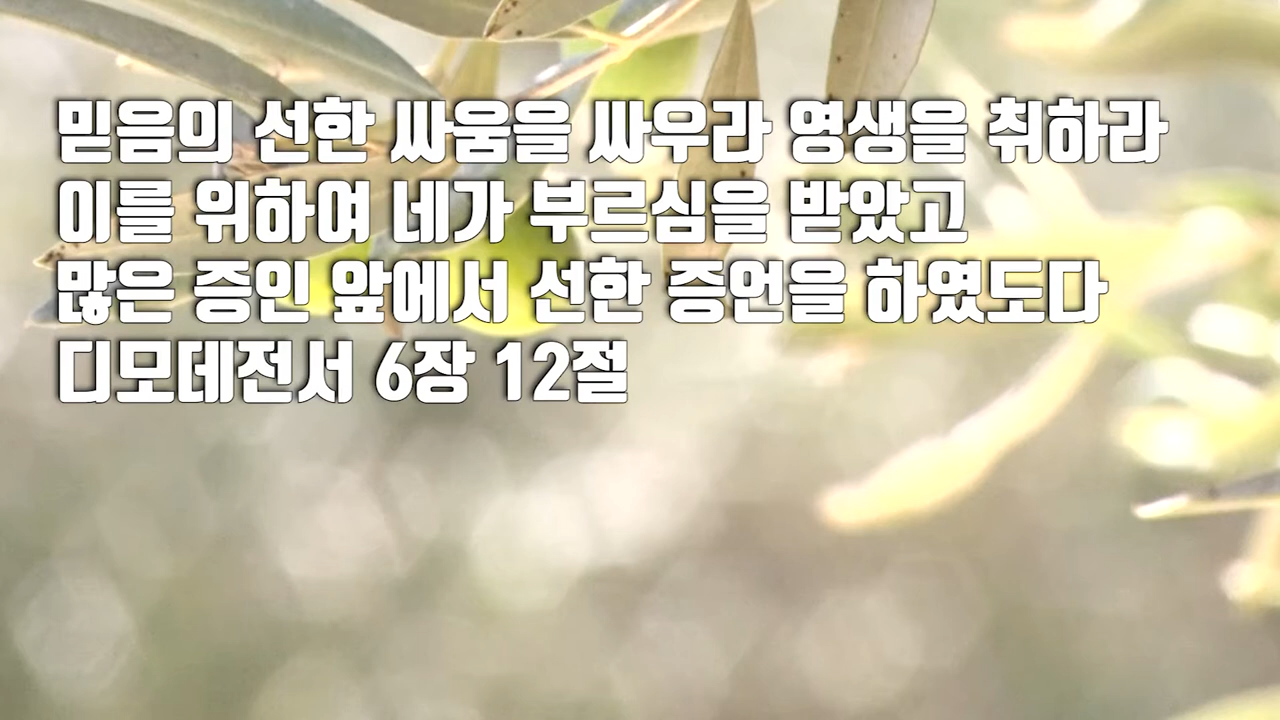 믿음의 선한 싸움을 싸우라 영생을 취하라
이를 위하여 네가 부르심을 받았고
많은 증인 앞에서 선한 증언을 하였도다
디모데전서 6장 12절